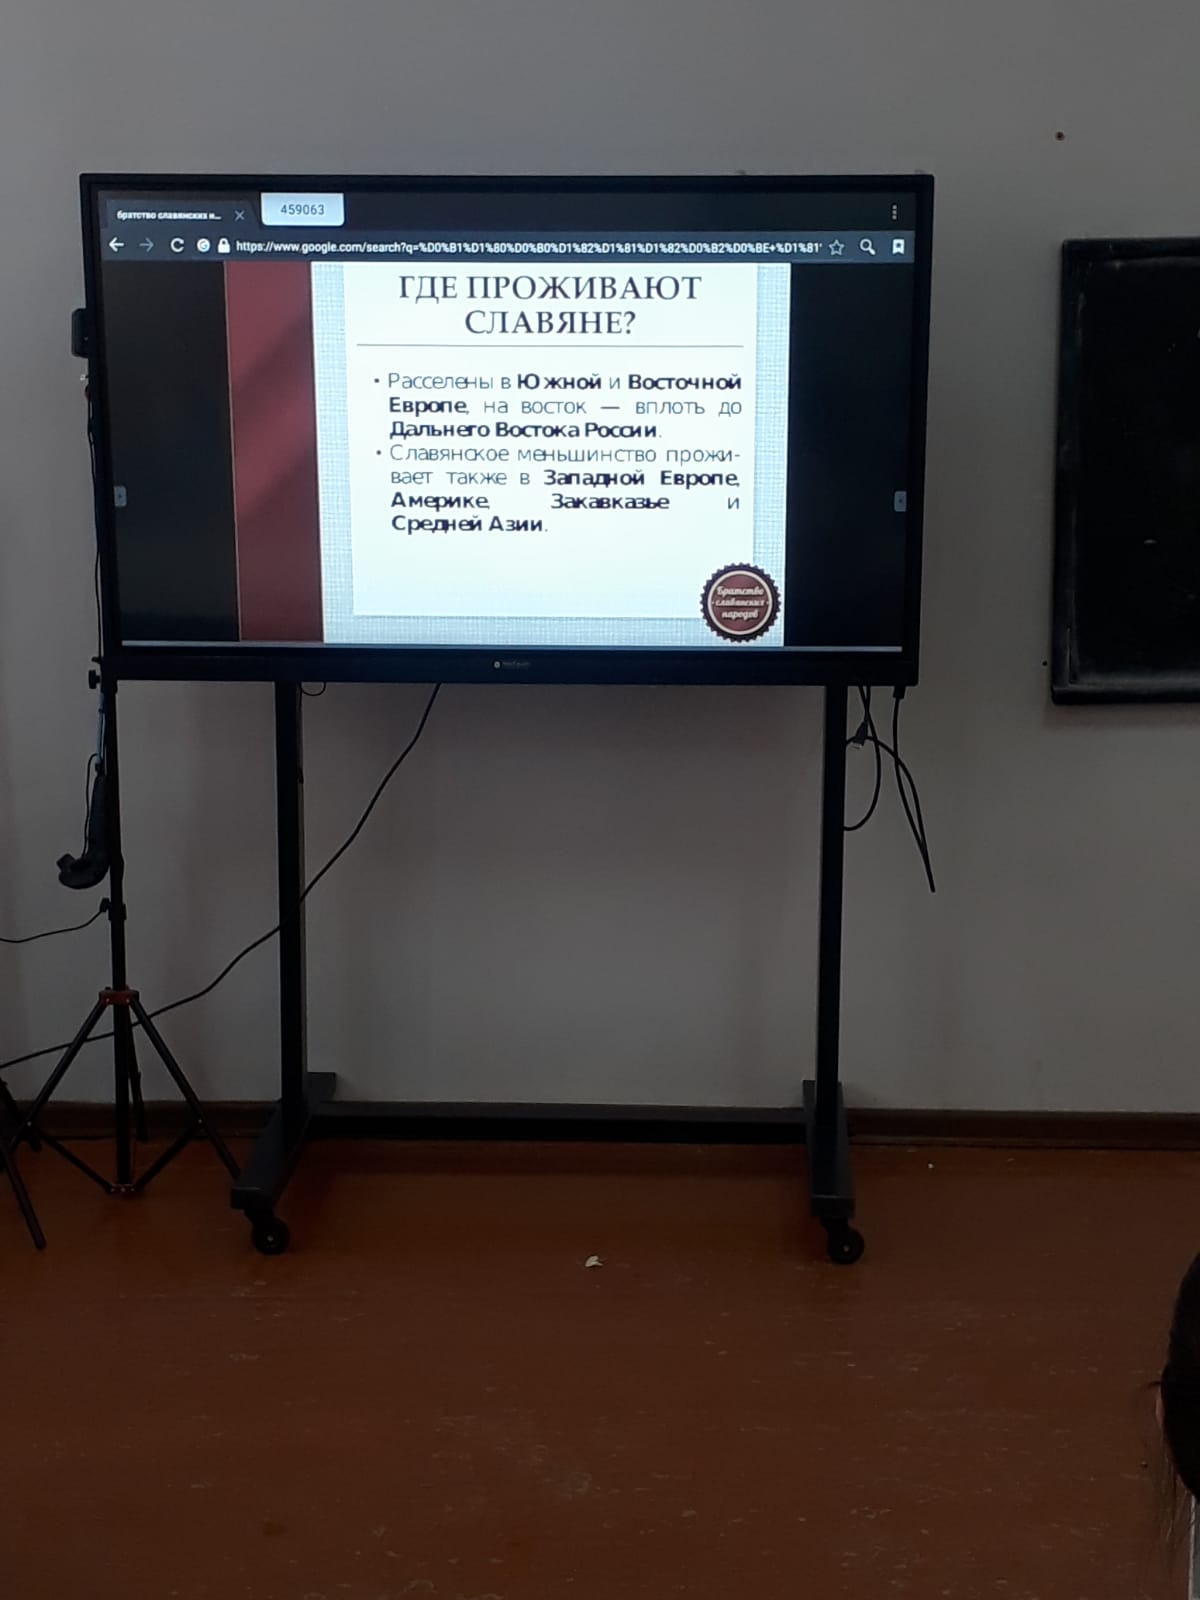 братство славянских н...
459063
https://www.google.com/search?q=%D0%B1%D1%80%D0%B0%D1%82%D1%81%D1%82%D0%B2%D0%BE+%D1%81
ГДЕ ПРОЖИВАЮТ
СЛАВЯНЕ?
• Расселены в Южной и Восточной
Европе, на восток — вплоть до
Дальнего Востока России.
• Славянское меньшинство прожи-
вает также в Западной Европе,
Америке, Закавказье и
Средней Азии.
Братство
славянских
народов